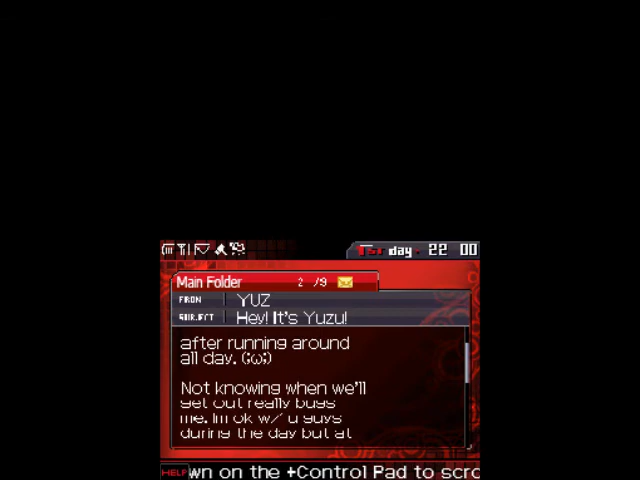 day 22 00
Main Folder 2 /9
FROM YUZ
SUBJECT Hey! It's Yuzu!
after running around
all day. (;ω;)
Not knowing when we'll
get out really bugs
me. Im ok w/ u guys
during the day but at
HELP wn on the +Control Pad to scro